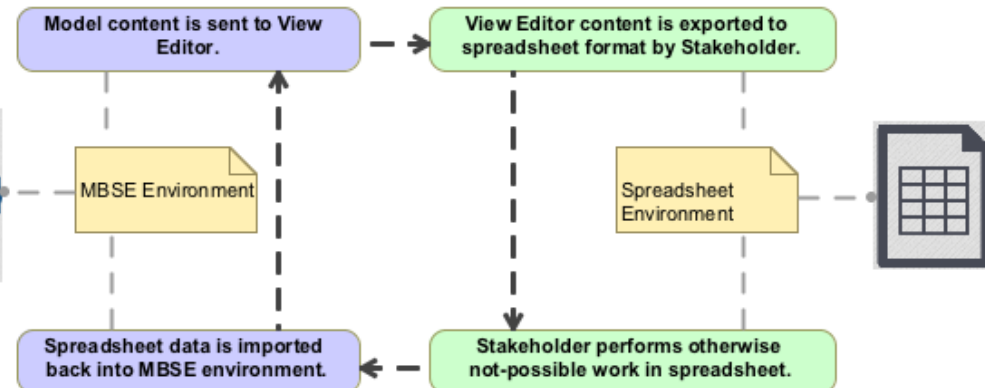 Model content is sent to View
Editor.
View Editor content is exported to
spreadsheet format by Stakeholder.
MBSE Environment
Spreadsheet
Environment
Spreadsheet data is imported
back into MBSE environment.
Stakeholder performs otherwise
not-possible work in spreadsheet.